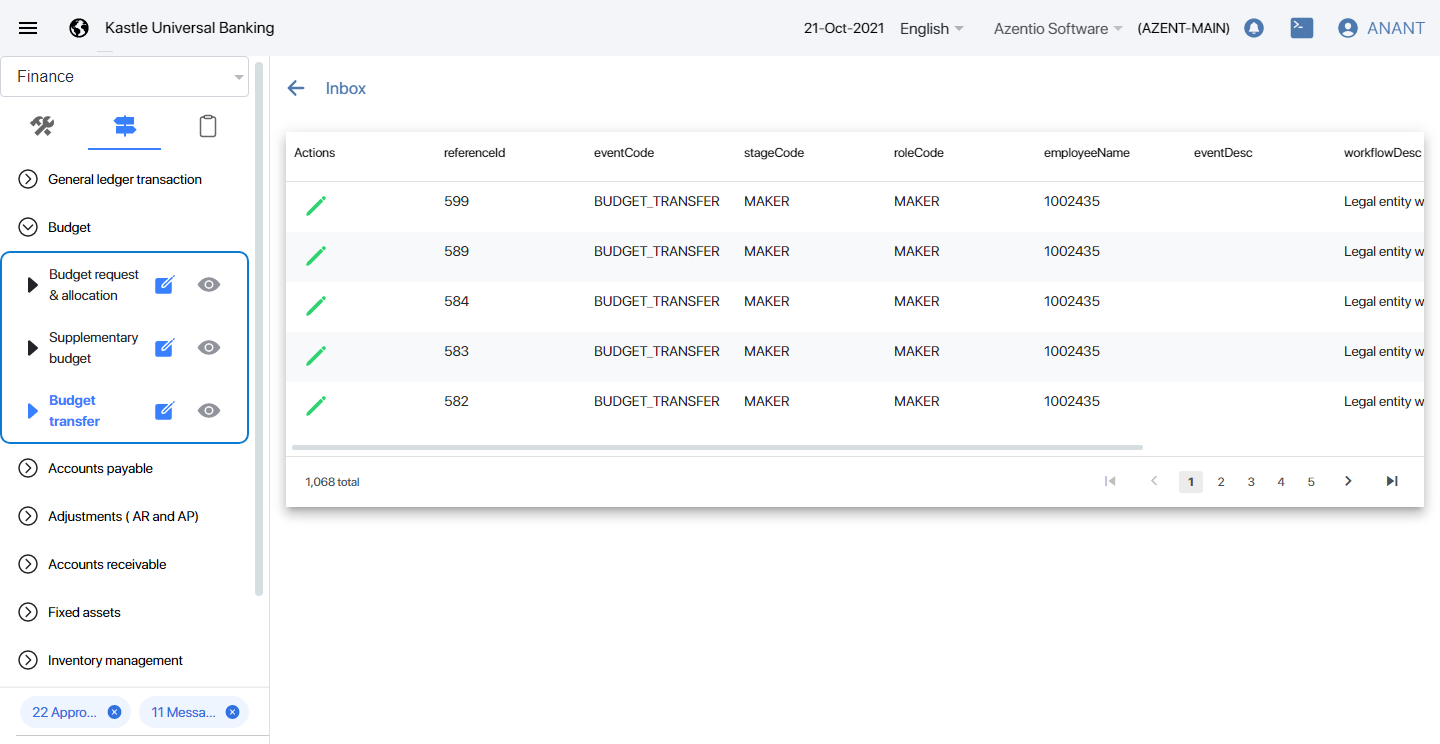 Kastle Universal Banking 21-Oct-2021 English Azentio Software (AZENT-MAIN) ANANT
Finance
General ledger transaction
Budget
Budget request
& allocation
Supplementary
budget
Budget
transfer
Accounts payable
Adjustments ( AR and AP)
Accounts receivable
Fixed assets
Inventory management
22 Appro... 11 Messa...
Inbox
Actions referenceId eventCode stageCode roleCode employeeName eventDesc workflowDesc
599 BUDGET_TRANSFER MAKER MAKER 1002435 Legal entity w
589 BUDGET_TRANSFER MAKER MAKER 1002435 Legal entity w
584 BUDGET_TRANSFER MAKER MAKER 1002435 Legal entity w
583 BUDGET_TRANSFER MAKER MAKER 1002435 Legal entity w
582 BUDGET_TRANSFER MAKER MAKER 1002435 Legal entity w
1,068 total 1 2 3 4 5